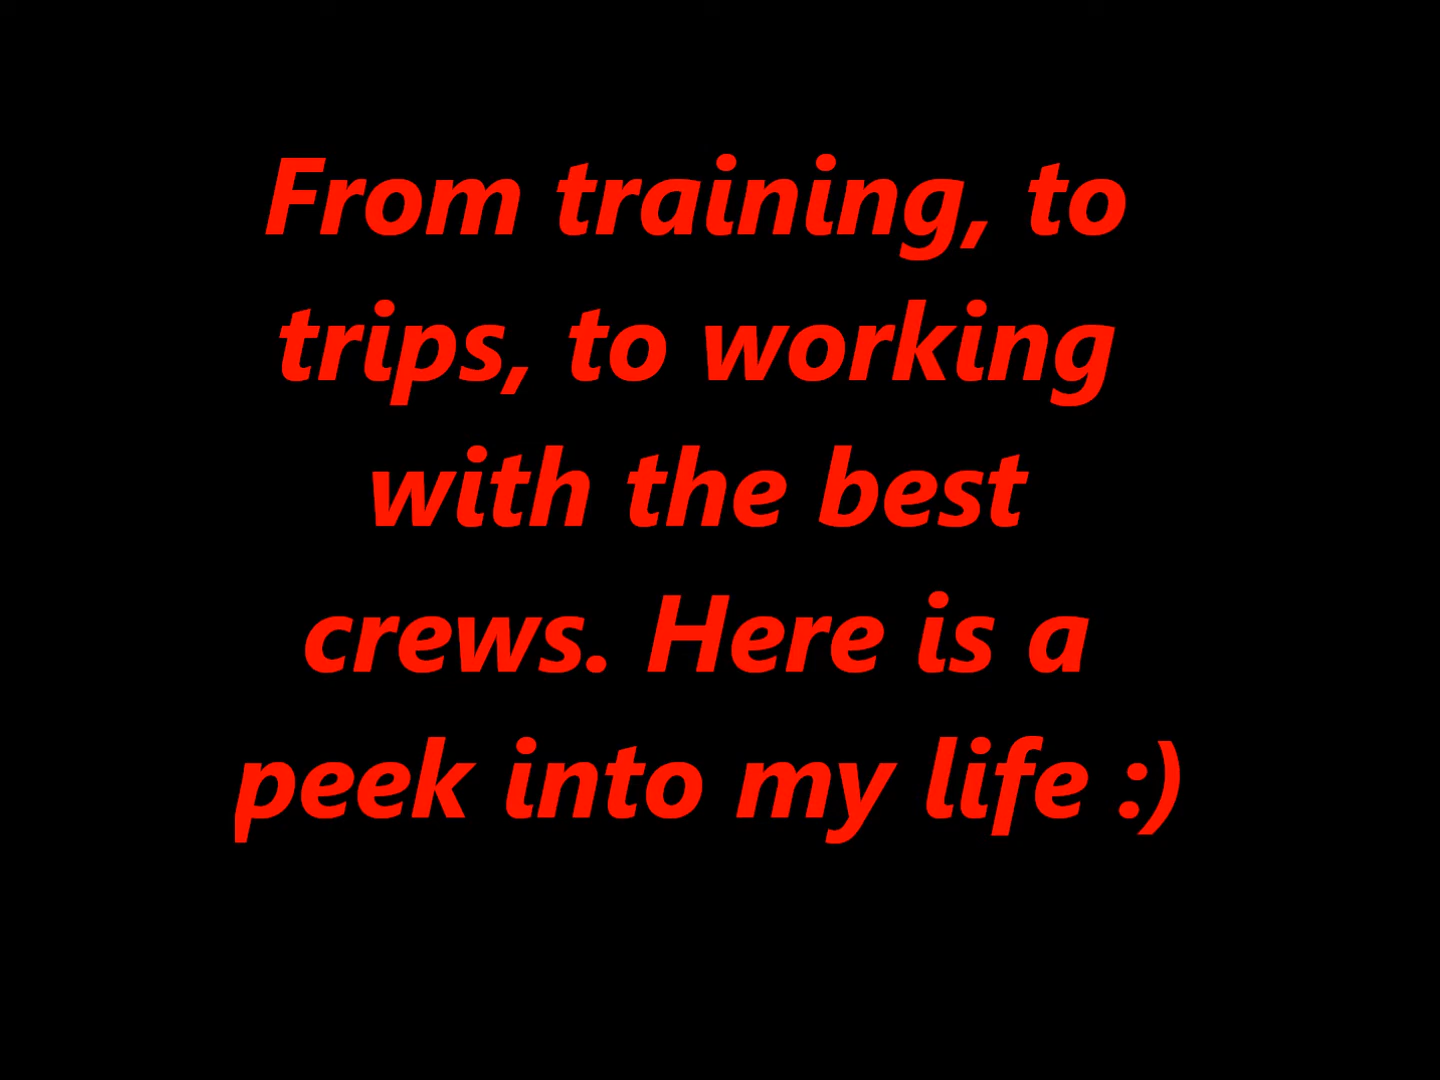 From training, to
trips, to working
with the best
crews. Here is a
peek into my life :)